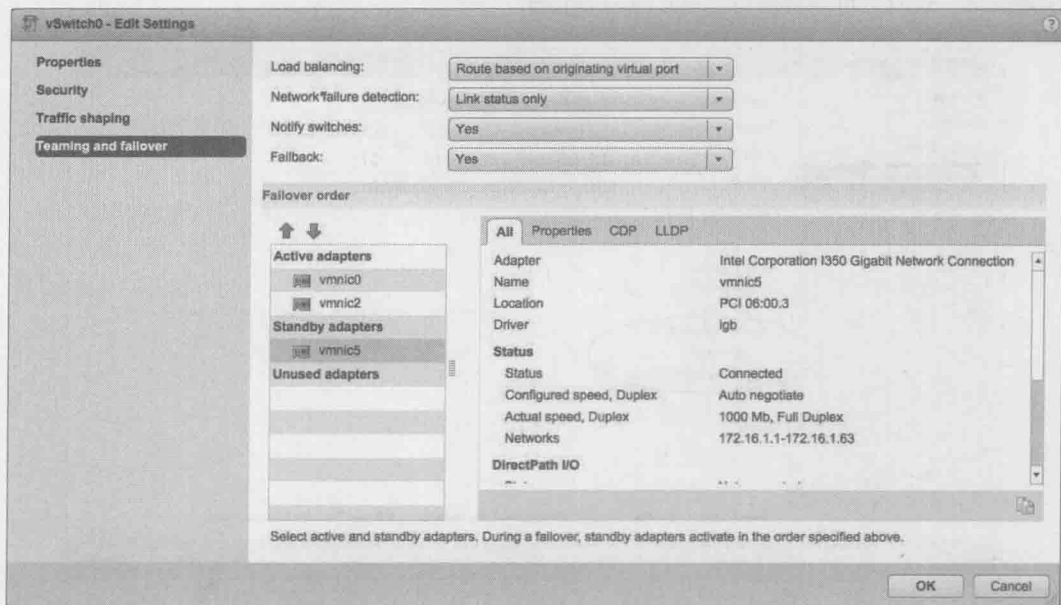 vSwitch0 - Edit Settings
?
Properties
Security
Traffic shaping
Teaming and failover
Load balancing: Route based on originating virtual port
Network failure detection: Link status only
Notify switches: Yes
Failback: Yes
Failover order
Active adapters
vmnic0
vmnic2
Standby adapters
vmnic5
Unused adapters
All Properties CDP LLDP
Adapter Intel Corporation I350 Gigabit Network Connection
Name vmnic5
Location PCI 06:00.3
Driver igb
Status
Status Connected
Configured speed, Duplex Auto negotiate
Actual speed, Duplex 1000 Mb, Full Duplex
Networks 172.16.1.1-172.16.1.63
DirectPath I/O
Select active and standby adapters. During a failover, standby adapters activate in the order specified above.
OK Cancel